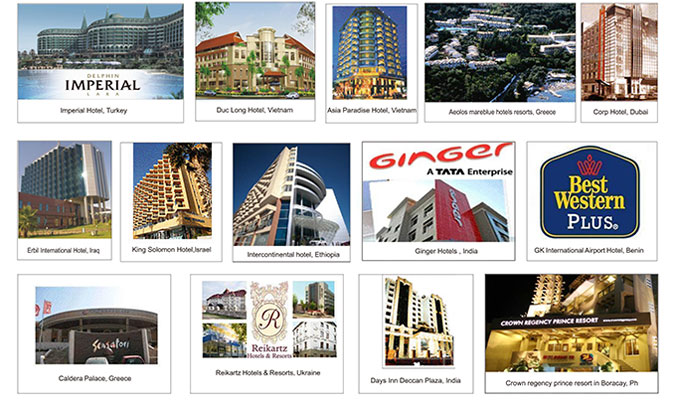 DELPHIN
IMPERIAL
LARA
Imperial Hotel, Turkey
Duc Long Hotel, Vietnam
Asia Paradise Hotel, Vietnam
Aeolos mareblue hotels resorts, Greece
Corp Hotel, Dubai
Erbil International Hotel, Iraq
King Solomon Hotel,Israel
Intercontinental hotel, Ethiopia
GINGER
A TATA Enterprise
Ginger
Ginger Hotels , India
Best
Western
PLUS®
GK International Airport Hotel, Benin
Sensatori
Caldera Palace, Greece
R
Reikartz
Hotels & Resorts
Reikartz Hotels & Resorts, Ukraine
Days Inn Deccan Plaza, India
CROWN REGENCY PRINCE RESORT
Crown regency prince resort in Boracay, Ph